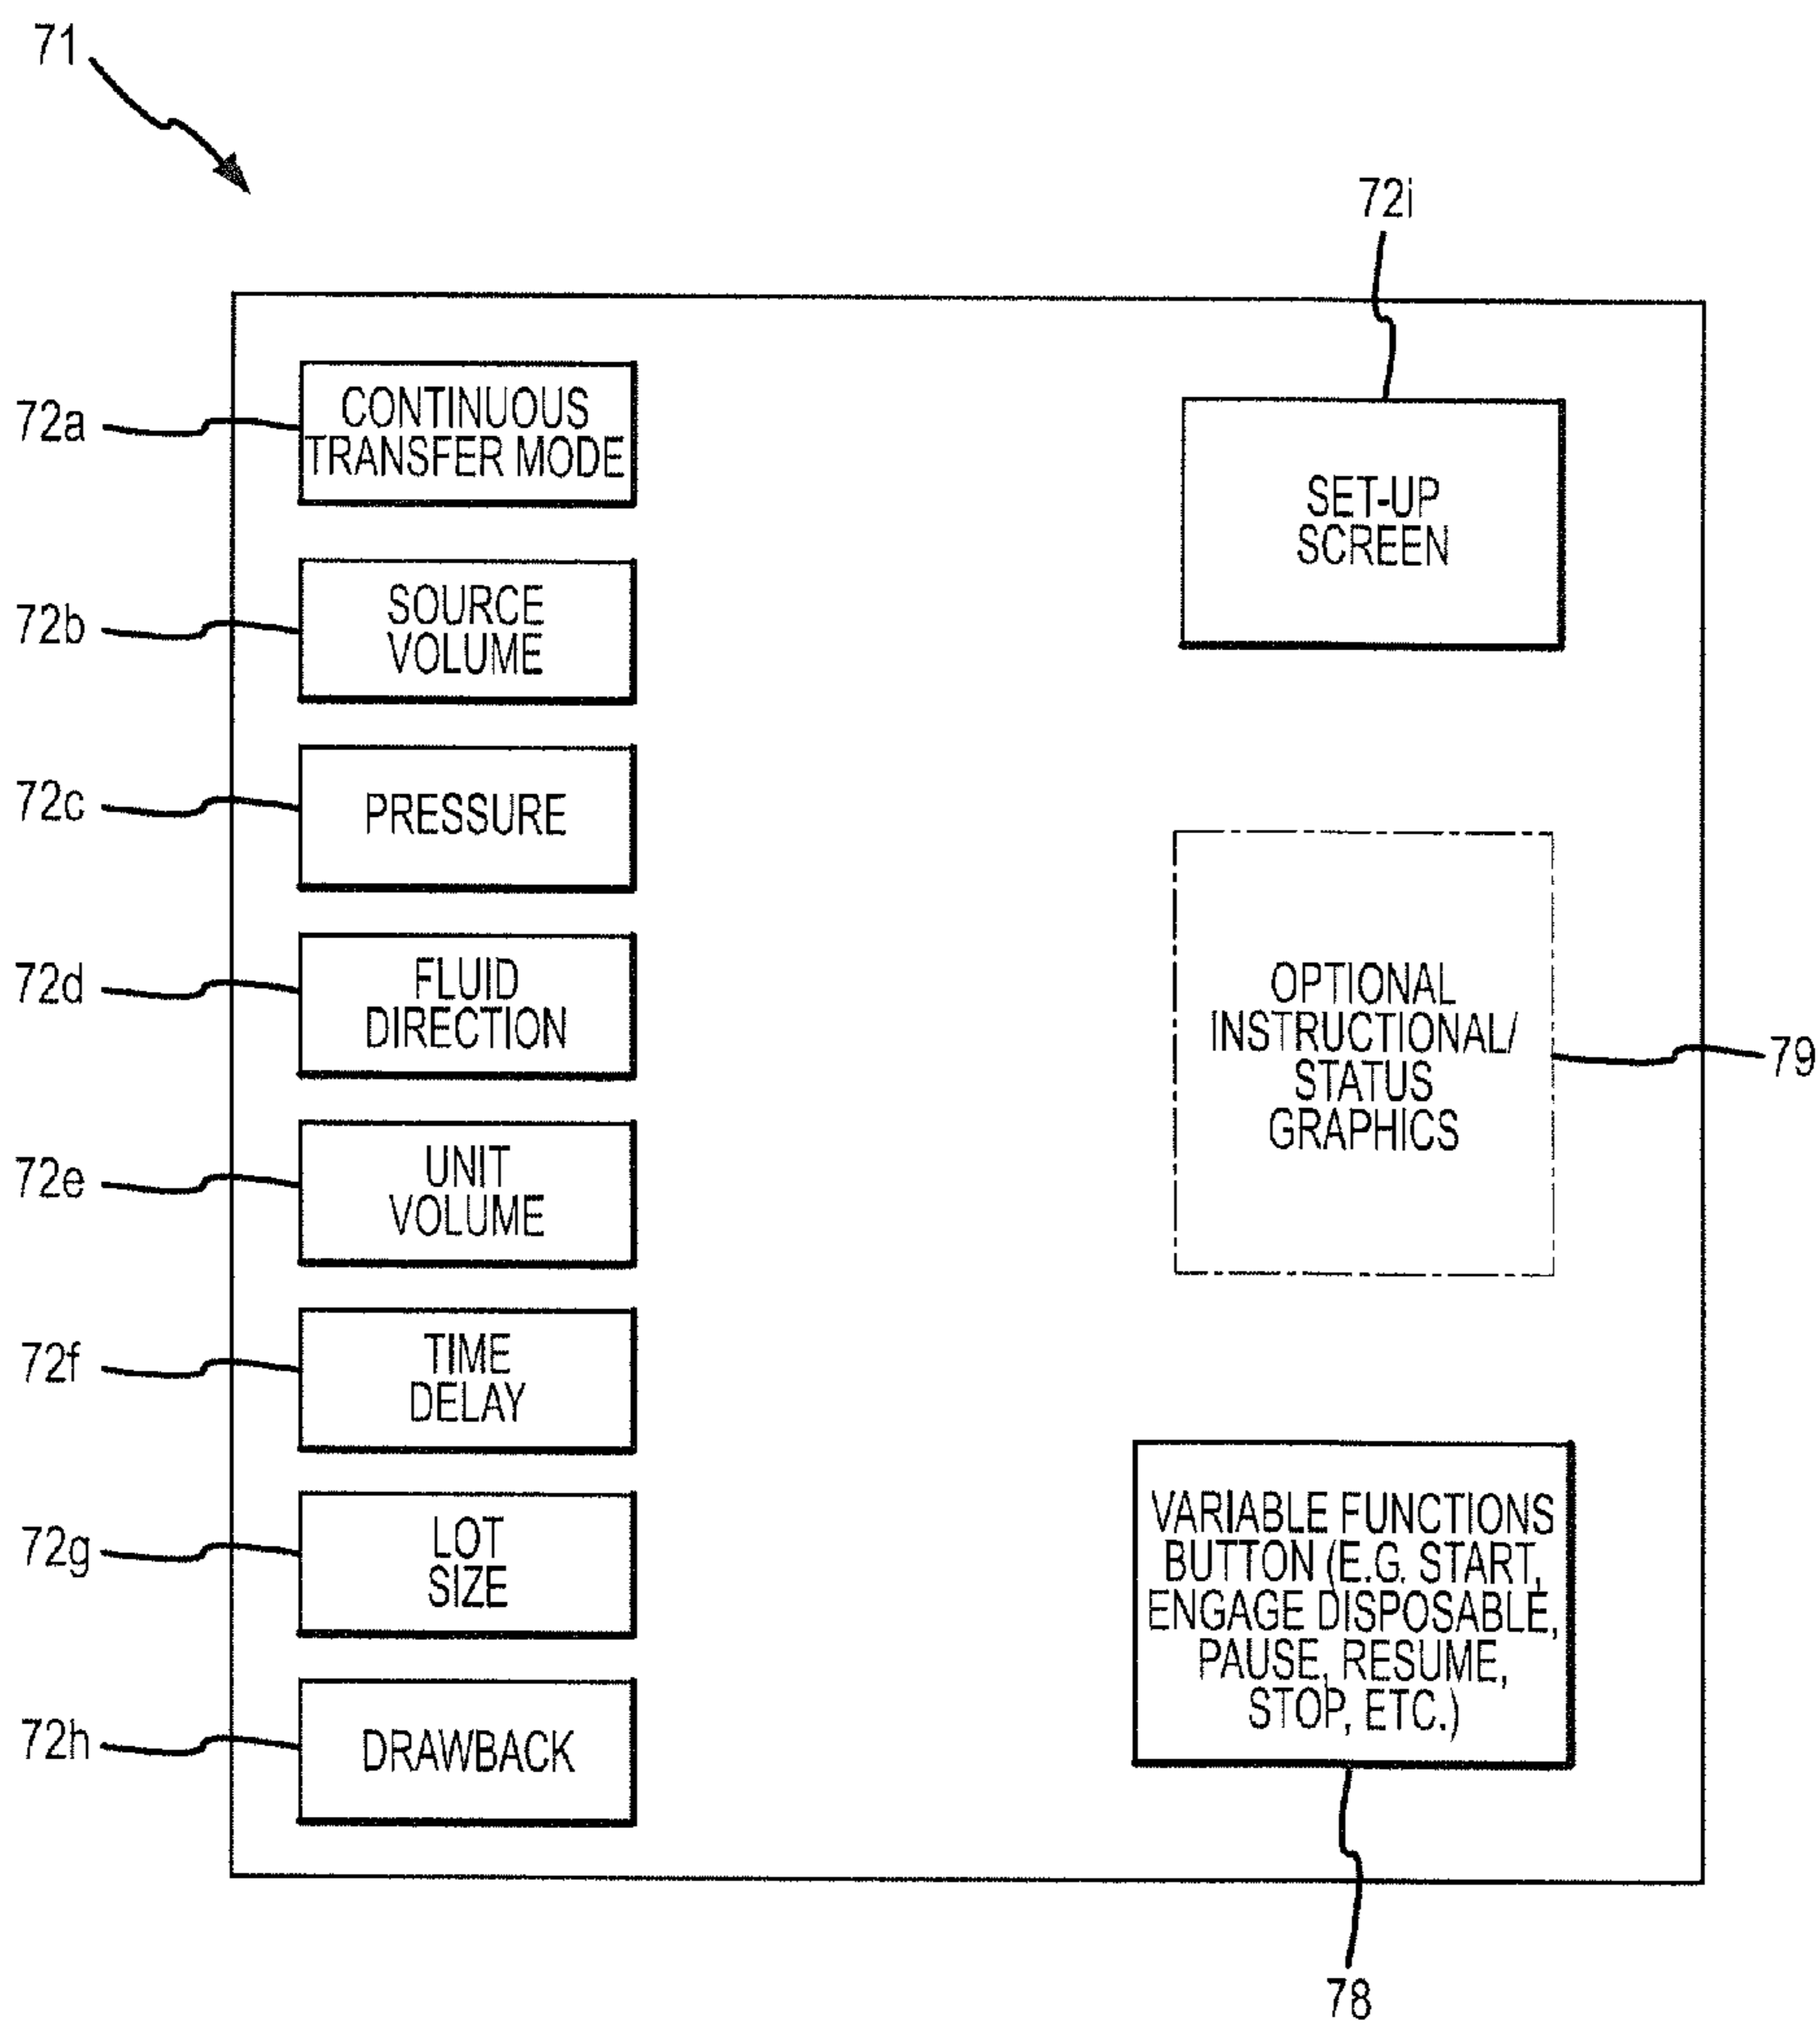 71
72i
72a
CONTINUOUS
TRANSFER MODE
SET-UP
SCREEN
72b
SOURCE
VOLUME
72c
PRESSURE
72d
FLUID
DIRECTION
OPTIONAL
INSTRUCTIONAL/
STATUS
GRAPHICS
79
72e
UNIT
VOLUME
72f
TIME
DELAY
72g
LOT
SIZE
VARIABLE FUNCTIONS
BUTTON (E.G. START,
ENGAGE DISPOSABLE,
PAUSE, RESUME,
STOP, ETC.)
72h
DRAWBACK
78